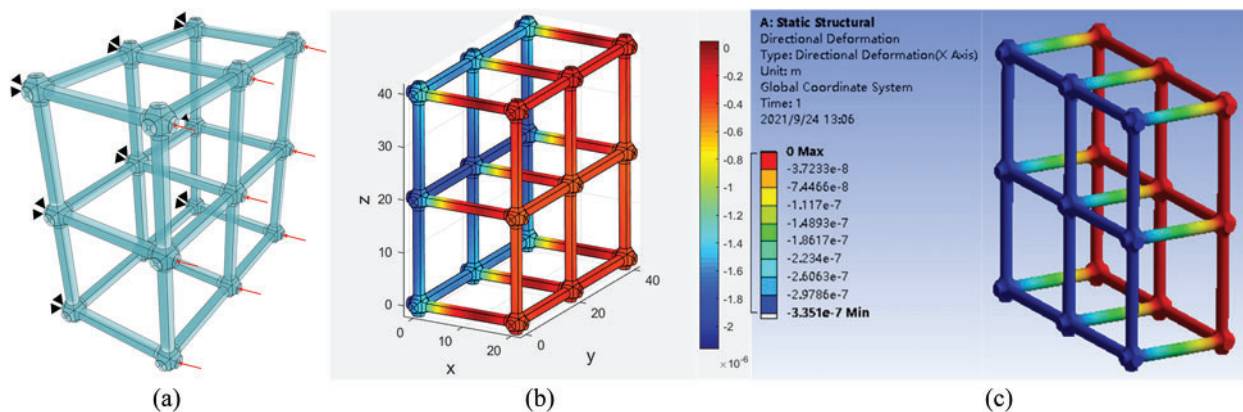 40
30
20
10
0
z
0
10
20
x
0
20
40
y
0
-0.2
-0.4
-0.6
-0.8
-1
-1.2
-1.4
-1.6
-1.8
-2
×10⁻⁶
A: Static Structural
Directional Deformation
Type: Directional Deformation(X Axis)
Unit: m
Global Coordinate System
Time: 1
2021/9/24 13:06
0 Max
-3.7233e-8
-7.4466e-8
-1.117e-7
-1.4893e-7
-1.8617e-7
-2.234e-7
-2.6063e-7
-2.9786e-7
-3.351e-7 Min
(a)
(b)
(c)